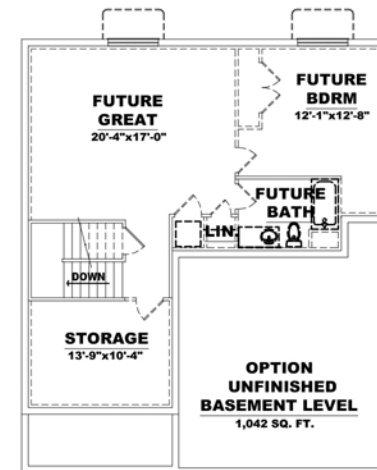 FUTURE
GREAT
20'-4"x17'-0"
FUTURE
BDRM
12'-1"x12'-8"
FUTURE
BATH
LIN.
DOWN
STORAGE
13'-9"x10'-4"
OPTION
UNFINISHED
BASEMENT LEVEL
1,042 SQ. FT.